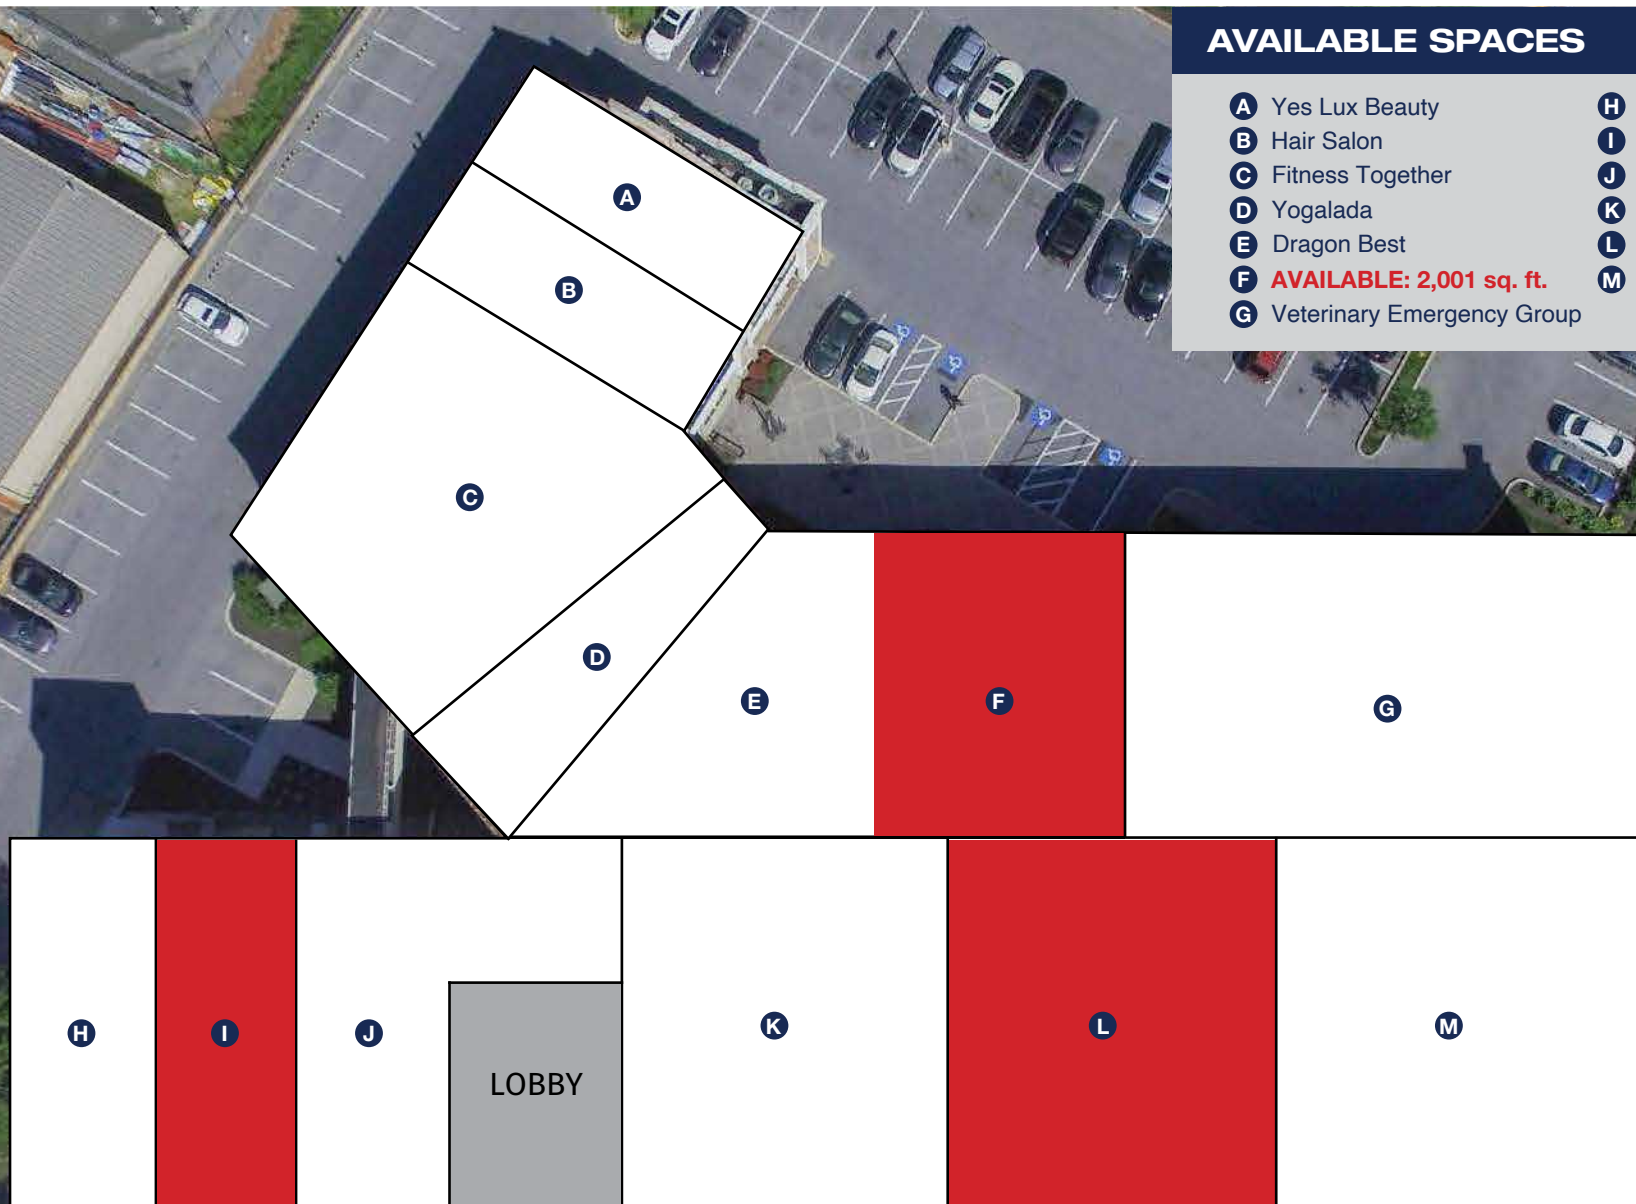 AVAILABLE SPACES
A Yes Lux Beauty
B Hair Salon
C Fitness Together
D Yogalada
E Dragon Best
F AVAILABLE: 2,001 sq. ft.
G Veterinary Emergency Group
H
I
J
K
L
M
A
B
C
D
E
F
G
H
I
J
K
L
M
LOBBY